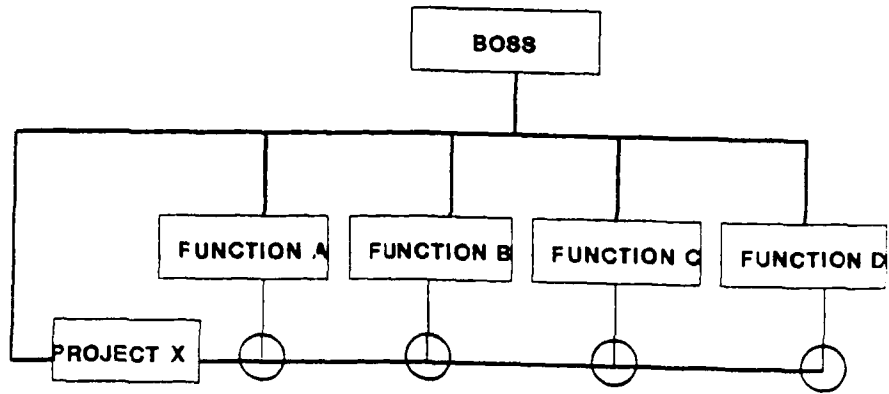 BOSS
FUNCTION A
FUNCTION B
FUNCTION C
FUNCTION D
PROJECT X